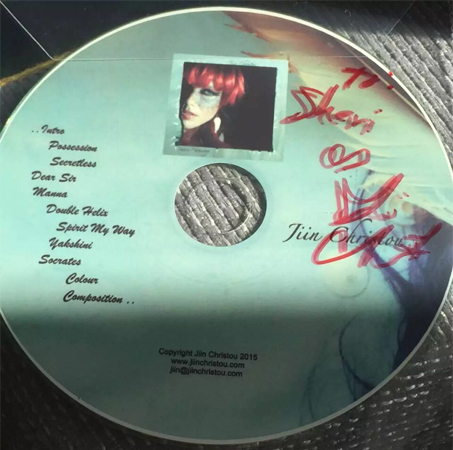 ..Intro
Possession
Secretless
Dear Sir
Manna
Double Helix
Spirit My Way
Yakshini
Socrates
Colour
Composition ..
To:
Jiin Christou
Copyright Jiin Christou 2015
www.jiinchristou.com
jiin@jiinchristou.com